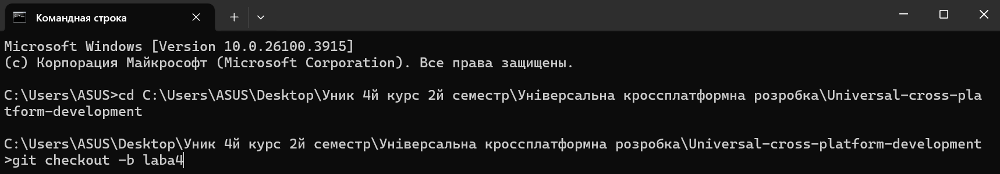 Командная строка
Microsoft Windows [Version 10.0.26100.3915]
(c) Корпорация Майкрософт (Microsoft Corporation). Все права защищены.
C:\Users\ASUS>cd C:\Users\ASUS\Desktop\Уник 4й курс 2й семестр\Універсальна кроссплатформна розробка\Universal-cross-pla
tform-development
C:\Users\ASUS\Desktop\Уник 4й курс 2й семестр\Універсальна кроссплатформна розробка\Universal-cross-platform-development
>git checkout -b laba4